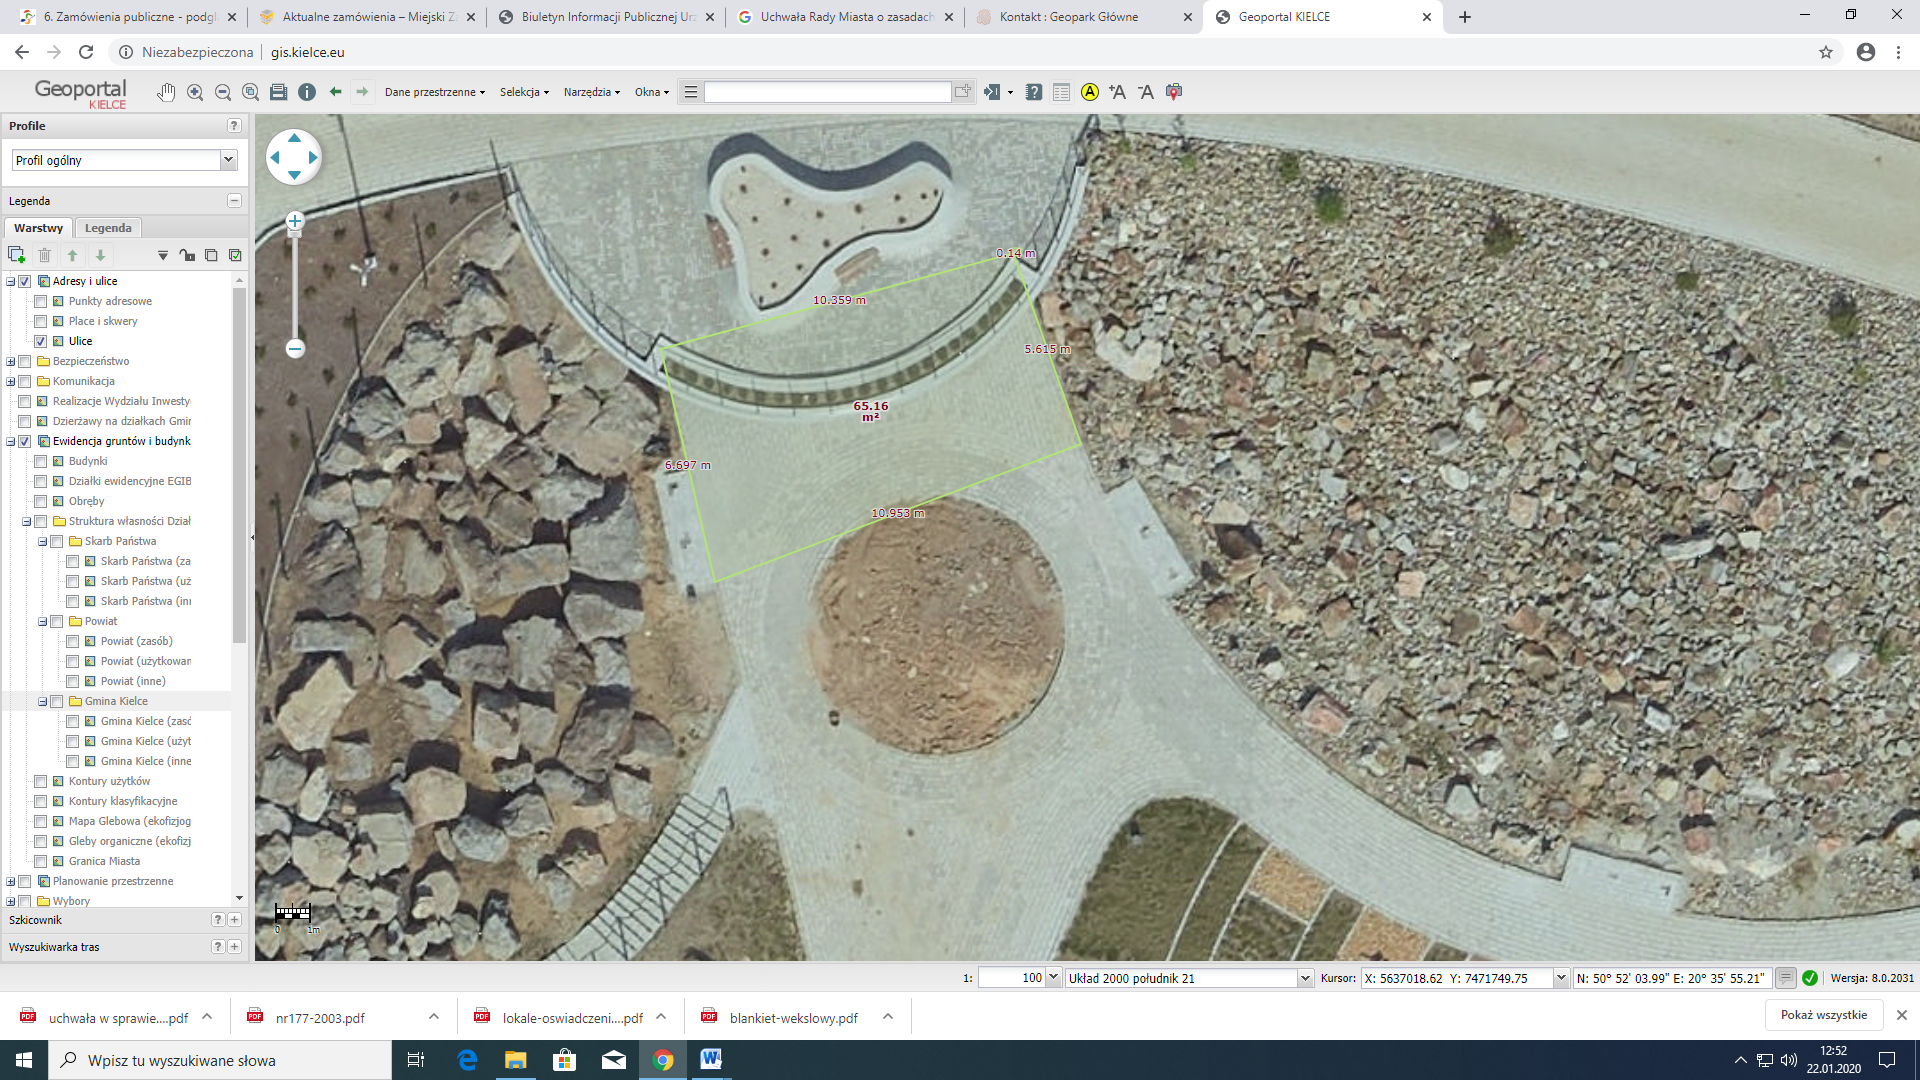 6. Zamówienia publiczne - podgl
Aktualne zamówienia – Miejski Z
Biuletyn Informacji Publicznej Ur
Uchwała Rady Miasta o zasadach
Kontakt : Geopark Główne
Geoportal KIELCE
Niezabezpieczona
gis.kielce.eu
Geoportal
KIELCE
Dane przestrzenne
Selekcja
Narzędzia
Okna
Profile
Profil ogólny
Legenda
Warstwy
Legenda
Adresy i ulice
Punkty adresowe
Place i skwery
Ulice
Bezpieczeństwo
Komunikacja
Realizacje Wydziału Inwesty
Dzierżawy na działkach Gmin
Ewidencja gruntów i budynk
Budynki
Działki ewidencyjne EGIB
Obręby
Struktura własności Dział
Skarb Państwa
Skarb Państwa (za
Skarb Państwa (uż
Skarb Państwa (inn
Powiat
Powiat (zasób)
Powiat (użytkowan
Powiat (inne)
Gmina Kielce
Gmina Kielce (zasó
Gmina Kielce (użyt
Gmina Kielce (inne
Kontury użytków
Kontury klasyfikacyjne
Mapa Glebowa (ekofizjog
Gleby organiczne (ekofizj
Granica Miasta
Planowanie przestrzenne
Wybory
Szkicownik
Wyszukiwarka tras
0.14 m
10.359 m
5.615 m
65.16
m²
6.697 m
10.953 m
0 1m
1: 100
Układ 2000 południk 21
Kursor: X: 5637018.62 Y: 7471749.75
N: 50° 52' 03.99" E: 20° 35' 55.21"
Wersja: 8.0.2031
uchwała w sprawie....pdf
nr177-2003.pdf
lokale-oswiadczeni....pdf
blankiet-wekslowy.pdf
Pokaż wszystkie
Wpisz tu wyszukiwane słowa
12:52
22.01.2020